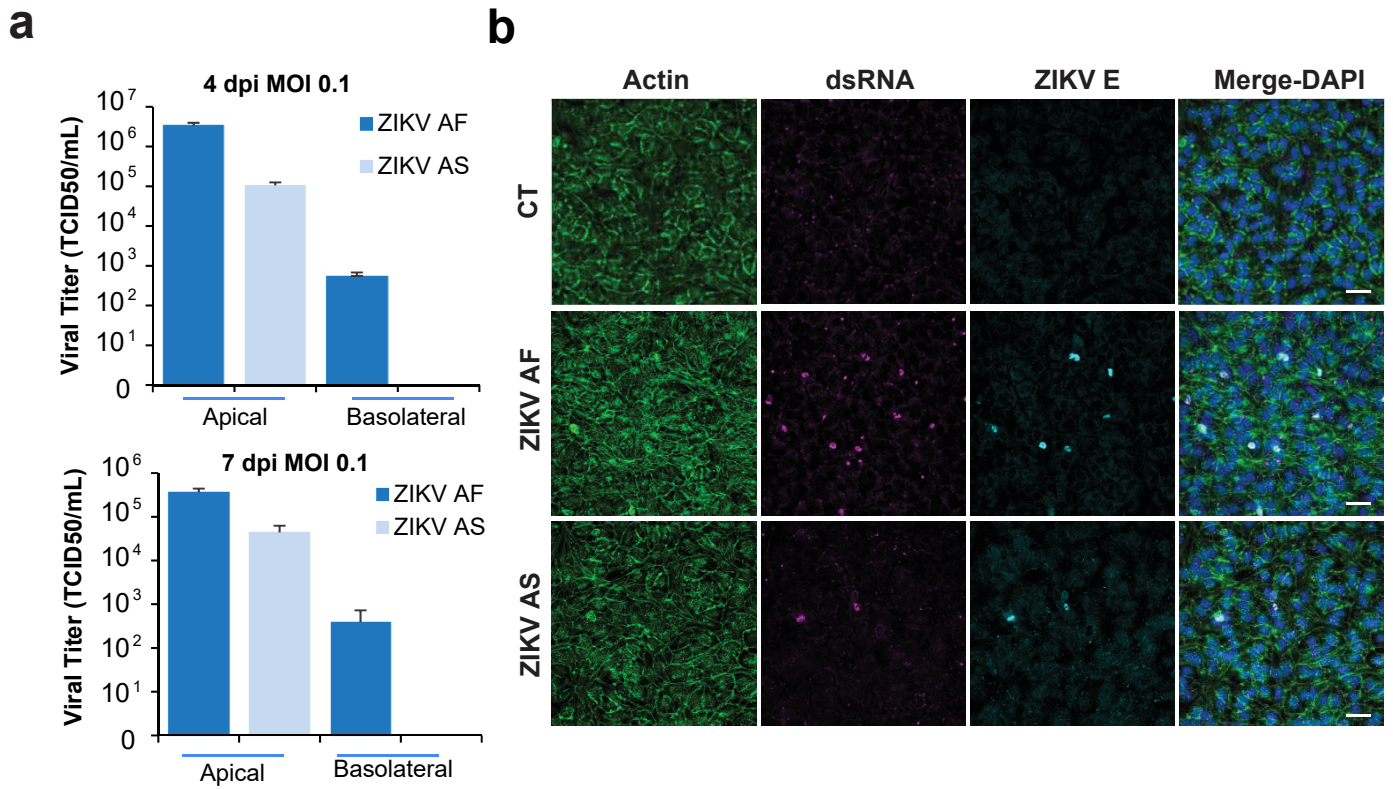 a
4 dpi MOI 0.1
Viral Titer (TCID50/mL)
10^7
10^6
10^5
10^4
10^3
10^2
10^1
0
ZIKV AF
ZIKV AS
Apical
Basolateral
7 dpi MOI 0.1
Viral Titer (TCID50/mL)
10^6
10^5
10^4
10^3
10^2
10^1
0
ZIKV AF
ZIKV AS
Apical
Basolateral
b
Actin dsRNA ZIKV E Merge-DAPI
CT
ZIKV AF
ZIKV AS